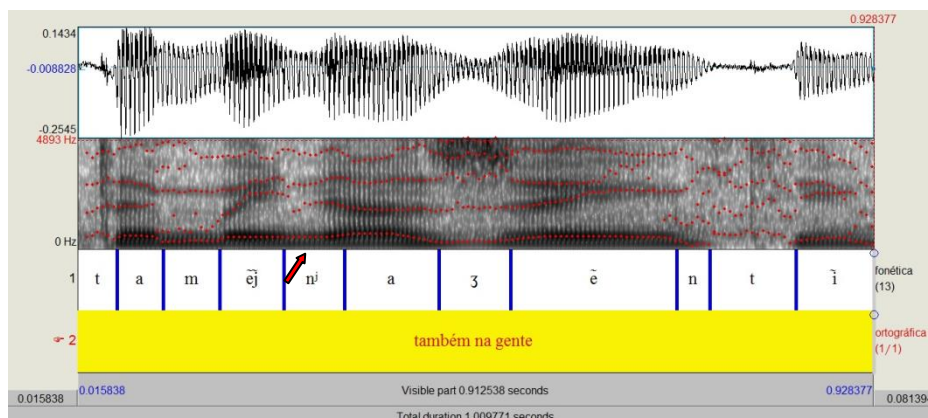 0.928377
0.1434
-0.008828
-0.2545
4893 Hz
0 Hz
1 t a m ẽj̃ nʲ a ʒ ẽ n t ĩ fonética (13)
2 também na gente ortográfica (1/1)
0.015838 0.015838 Visible part 0.912538 seconds 0.928377 0.081394
Total duration 1.009771 seconds